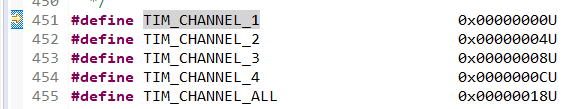 450 */
451 #define TIM_CHANNEL_1 0x00000000U
452 #define TIM_CHANNEL_2 0x00000004U
453 #define TIM_CHANNEL_3 0x00000008U
454 #define TIM_CHANNEL_4 0x0000000CU
455 #define TIM_CHANNEL_ALL 0x00000018U